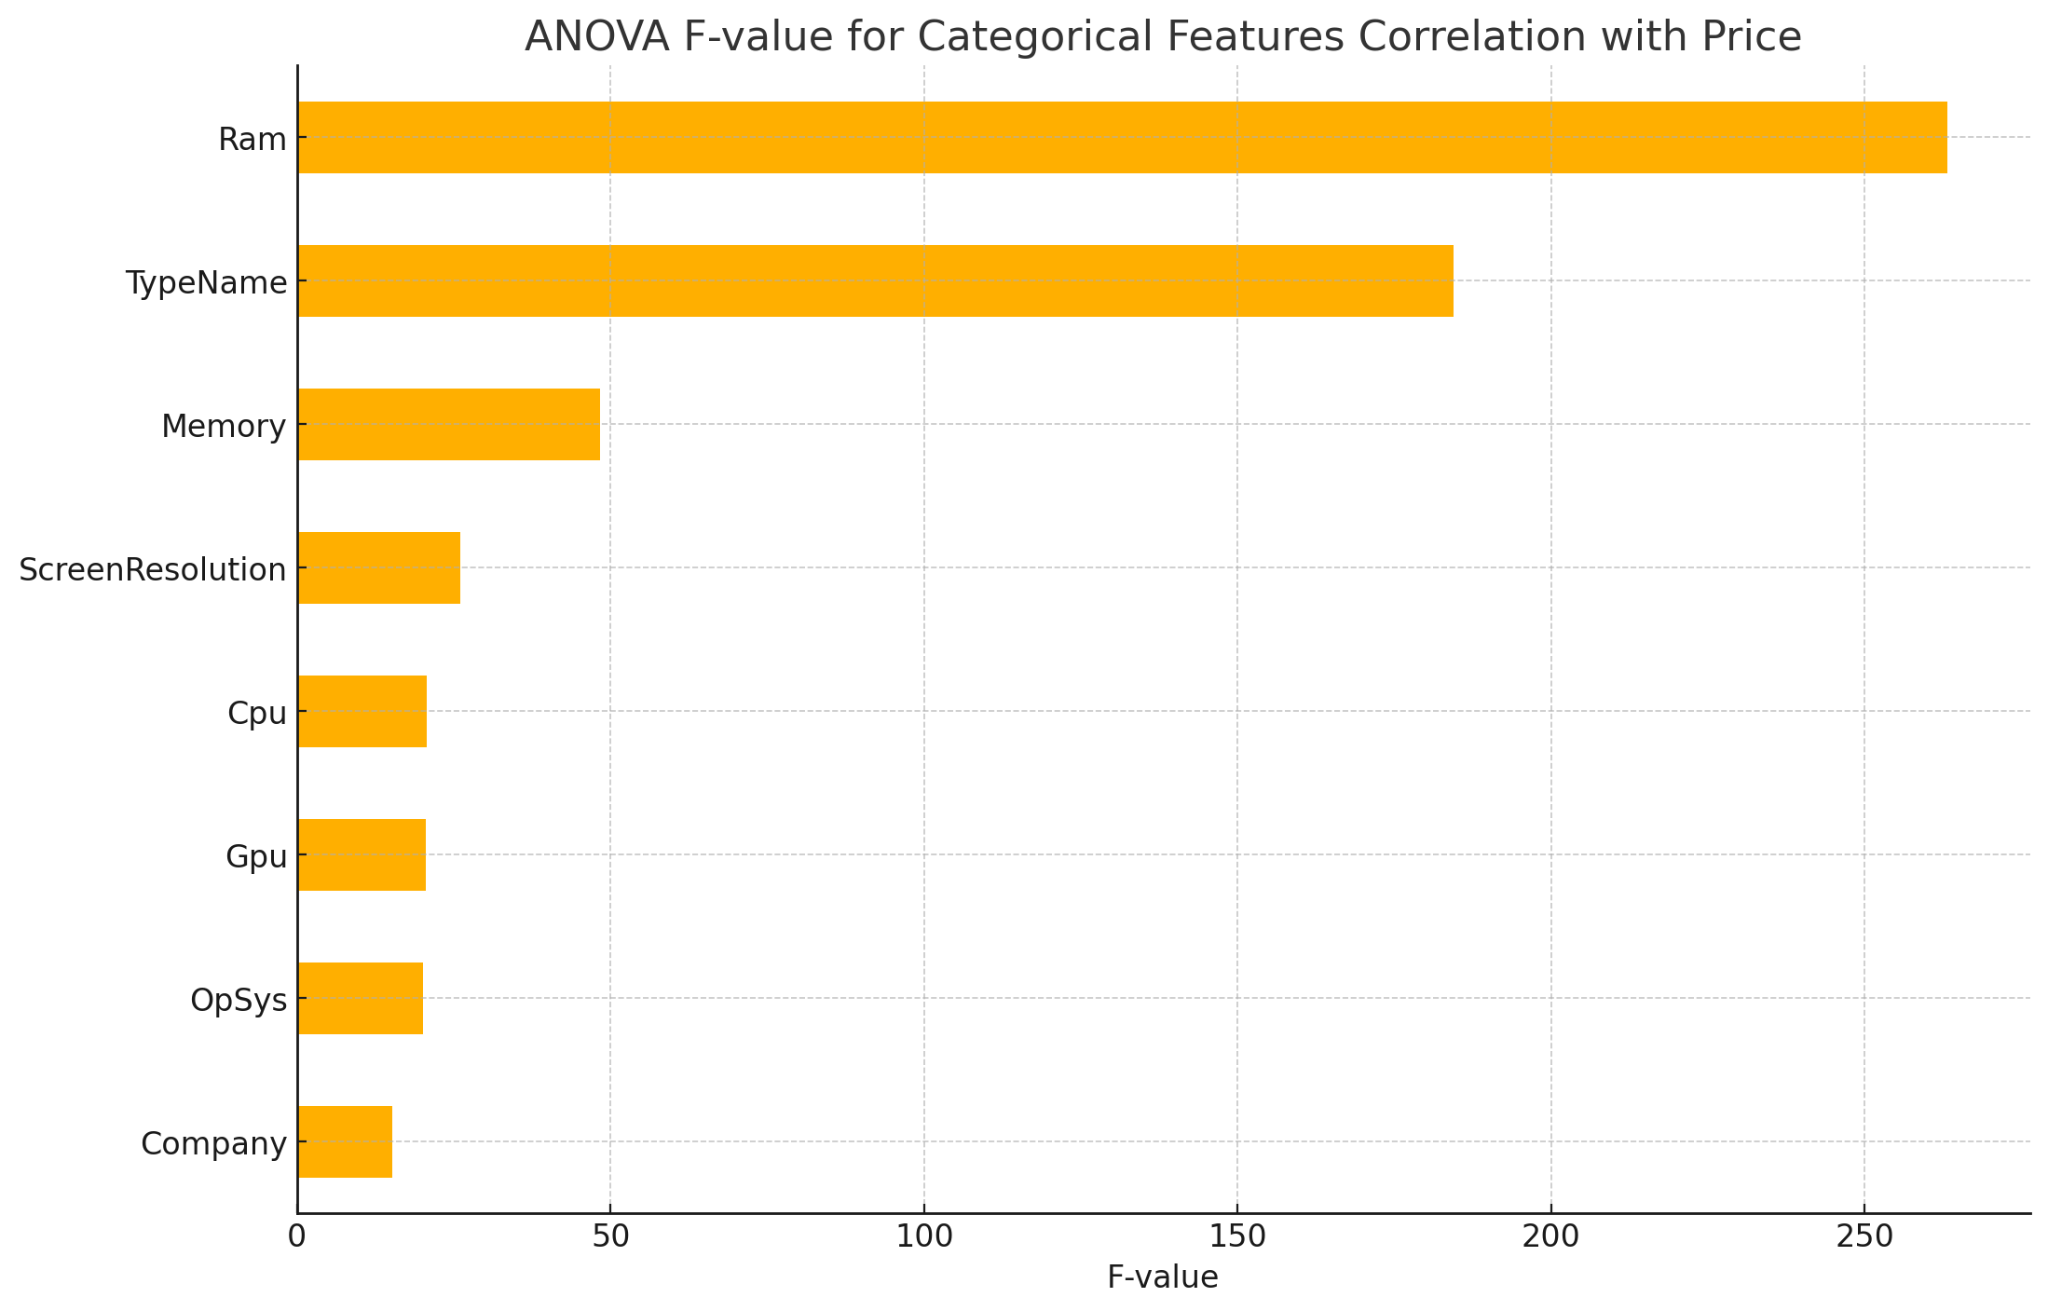 ANOVA F-value for Categorical Features Correlation with Price
Ram
TypeName
Memory
ScreenResolution
Cpu
Gpu
OpSys
Company
0 50 100 150 200 250
F-value